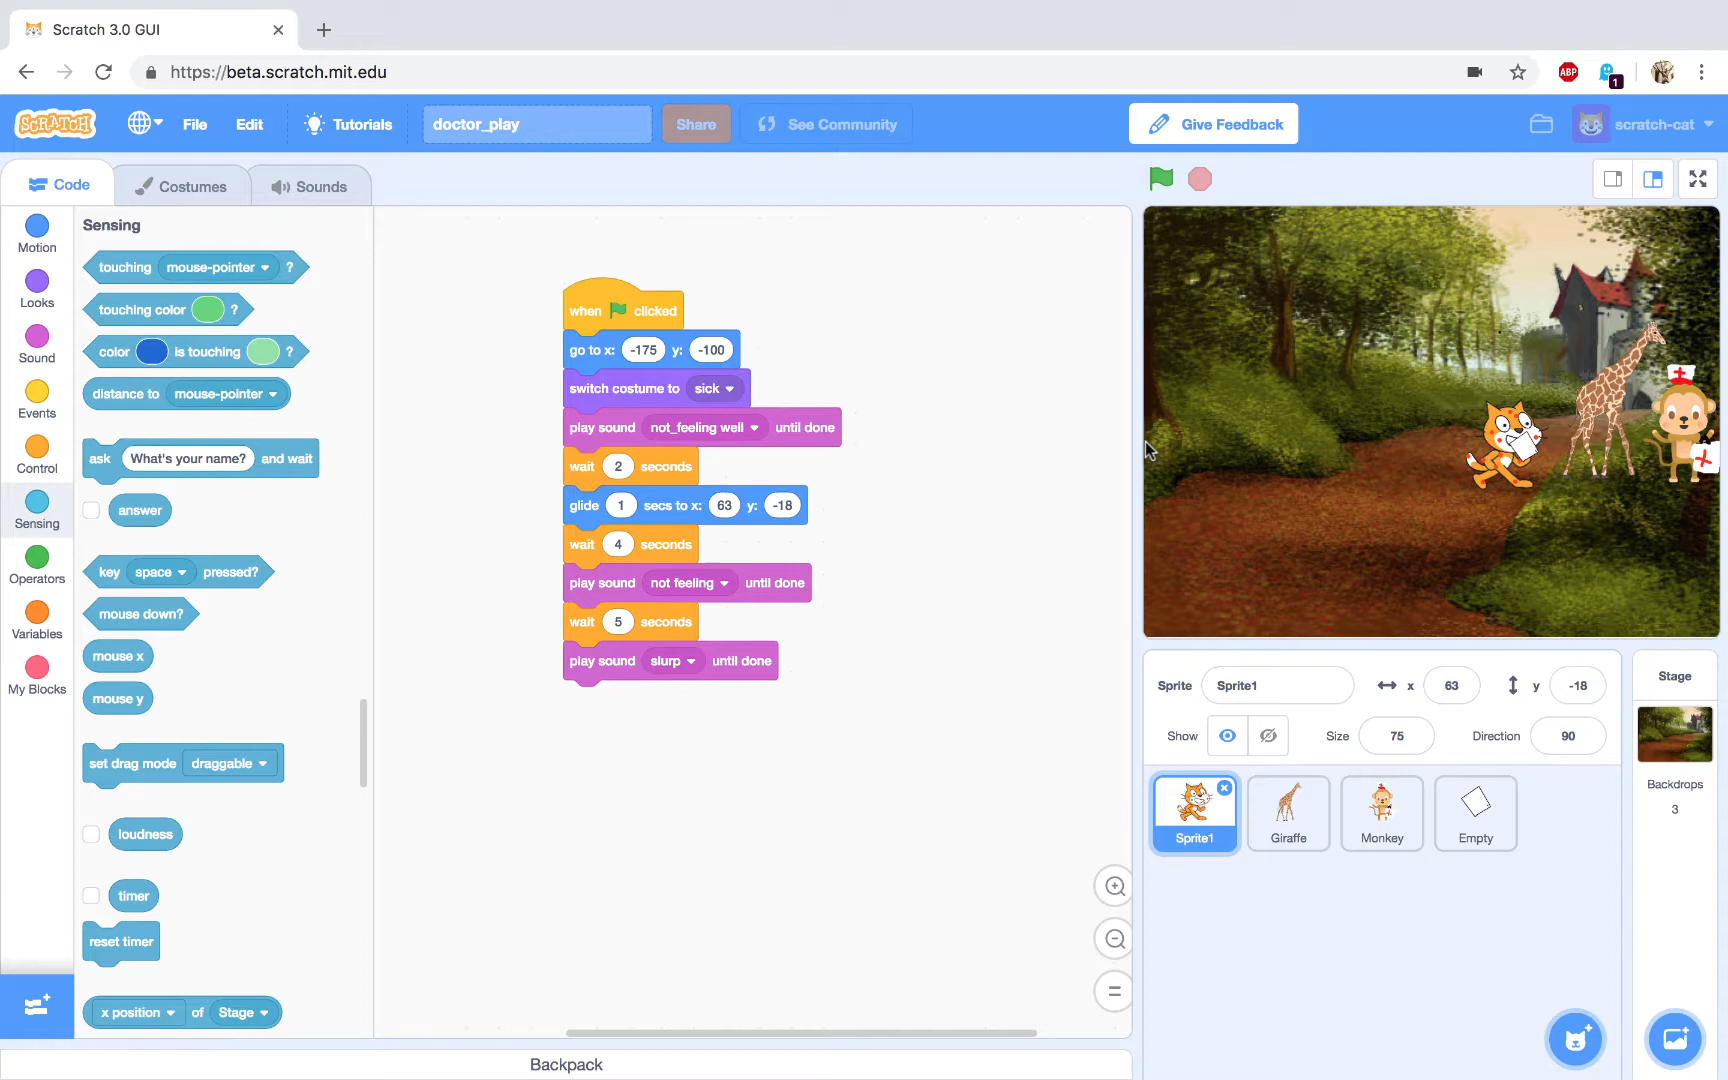 Scratch 3.0 GUI
https://beta.scratch.mit.edu
ABP
1
SCRATCH
File Edit Tutorials doctor_play Share See Community Give Feedback scratch-cat
Code Costumes Sounds
Motion
Looks
Sound
Events
Control
Sensing
Operators
Variables
My Blocks
Sensing
touching mouse-pointer ?
touching color ?
color is touching ?
distance to mouse-pointer
ask What's your name? and wait
answer
key space pressed?
mouse down?
mouse x
mouse y
set drag mode draggable
loudness
timer
reset timer
x position of Stage
when clicked
go to x: -175 y: -100
switch costume to sick
play sound not_feeling well until done
wait 2 seconds
glide 1 secs to x: 63 y: -18
wait 4 seconds
play sound not feeling until done
wait 5 seconds
play sound slurp until done
Backpack
Sprite Sprite1 x 63 y -18
Show Size 75 Direction 90
Sprite1 Giraffe Monkey Empty
Stage
Backdrops
3